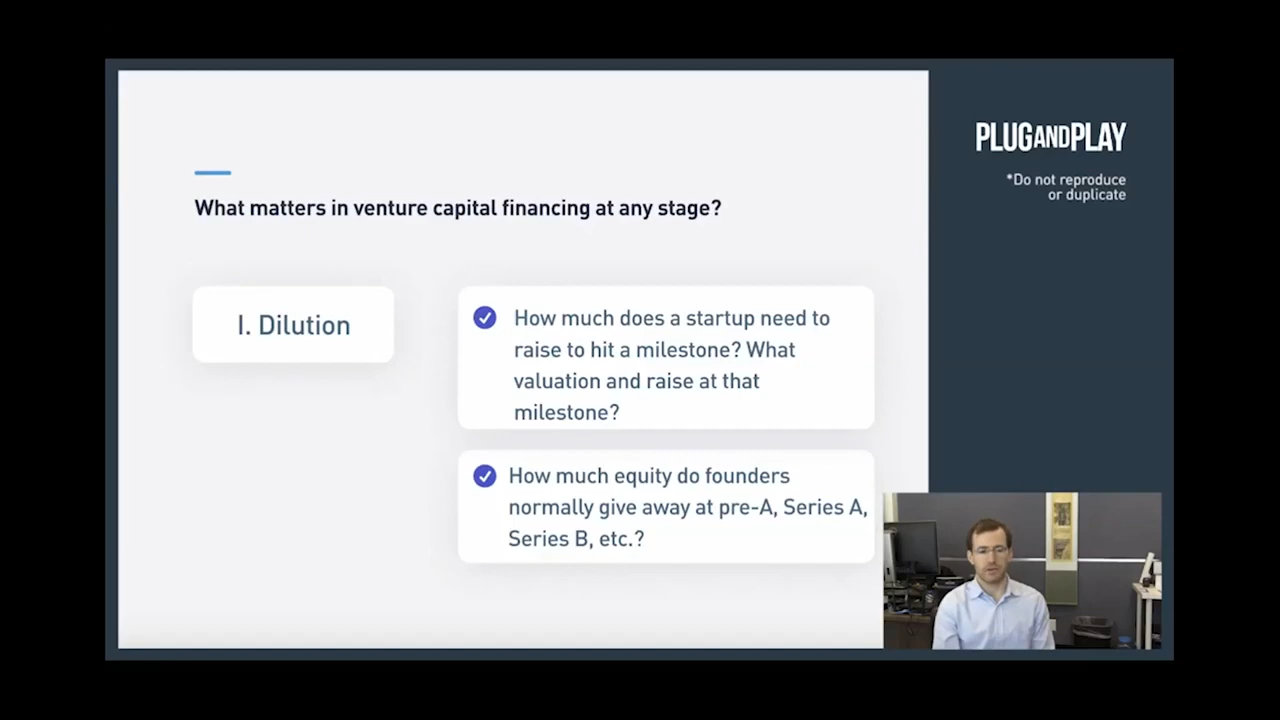 PLUGANDPLAY
*Do not reproduce
or duplicate
What matters in venture capital financing at any stage?
I. Dilution
How much does a startup need to
raise to hit a milestone? What
valuation and raise at that
milestone?
How much equity do founders
normally give away at pre-A, Series A,
Series B, etc.?